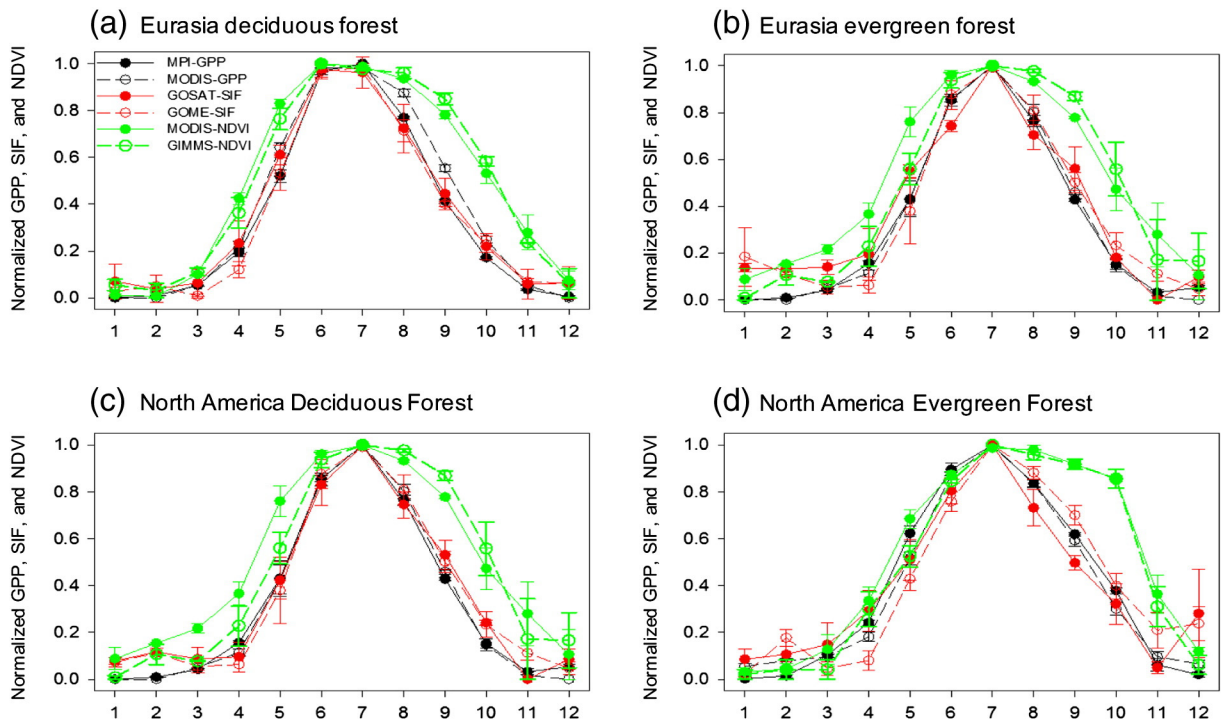 (a) Eurasia deciduous forest
Normalized GPP, SIF, and NDVI
1.0
0.8
0.6
0.4
0.2
0.0
MPI-GPP
MODIS-GPP
GOSAT-SIF
GOME-SIF
MODIS-NDVI
GIMMS-NDVI
1 2 3 4 5 6 7 8 9 10 11 12
(b) Eurasia evergreen forest
Normalized GPP, SIF, and NDVI
1.0
0.8
0.6
0.4
0.2
0.0
1 2 3 4 5 6 7 8 9 10 11 12
(c) North America Deciduous Forest
Normalized GPP, SIF, and NDVI
1.0
0.8
0.6
0.4
0.2
0.0
1 2 3 4 5 6 7 8 9 10 11 12
(d) North America Evergreen Forest
Normalized GPP, SIF, and NDVI
1.0
0.8
0.6
0.4
0.2
0.0
1 2 3 4 5 6 7 8 9 10 11 12